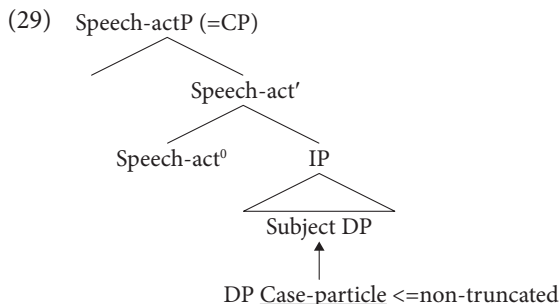 (29) Speech-actP (=CP)
Speech-act′
Speech-act⁰ IP
Subject DP
DP Case-particle <=non-truncated